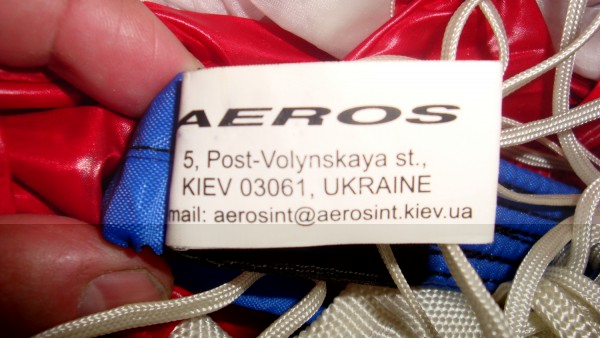 AEROS
5, Post-Volynskaya st.,
KIEV 03061, UKRAINE
mail: aerosint@aerosint.kiev.ua